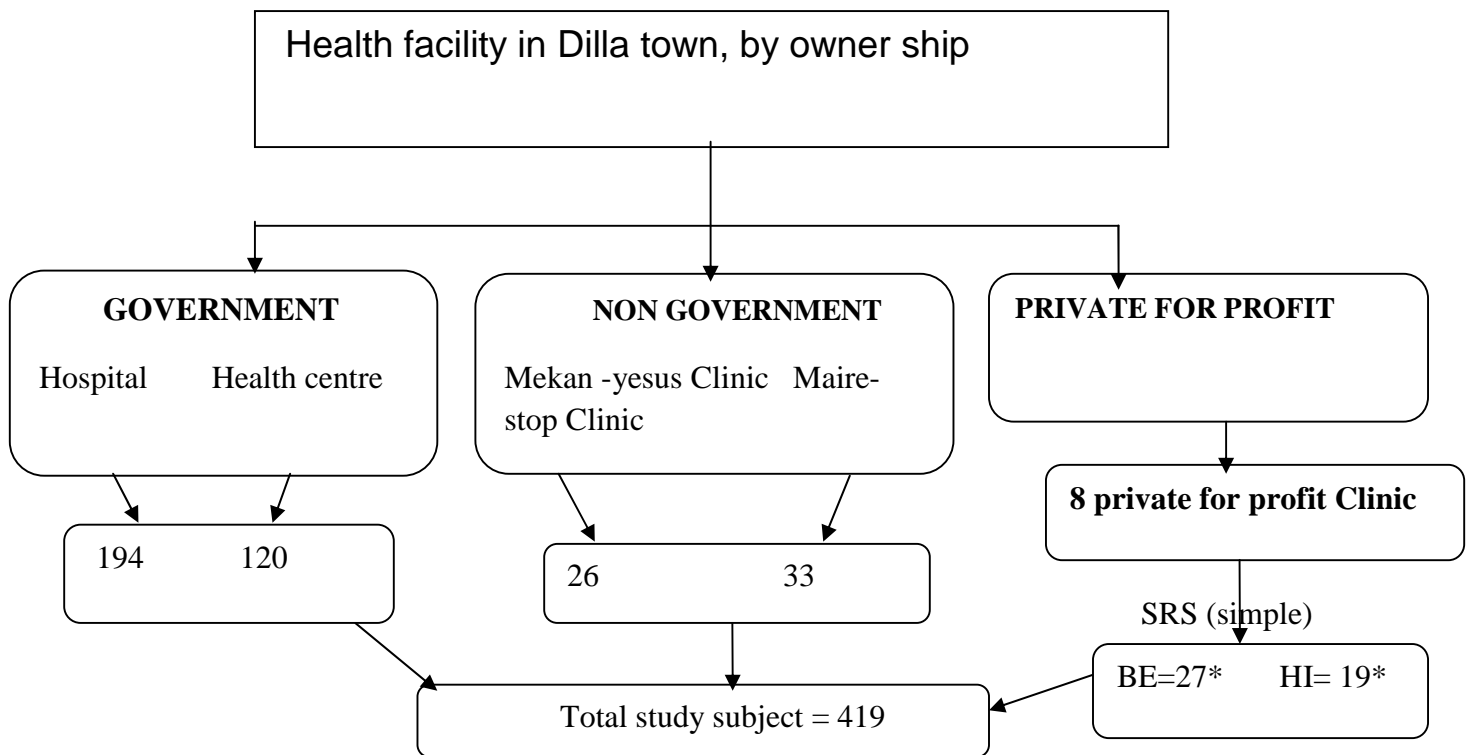 Health facility in Dilla town, by owner ship
GOVERNMENT
Hospital Health centre
NON GOVERNMENT
Mekan -yesus Clinic Maire-
stop Clinic
PRIVATE FOR PROFIT
8 private for profit Clinic
194 120
26 33
SRS (simple)
BE=27* HI= 19*
Total study subject = 419